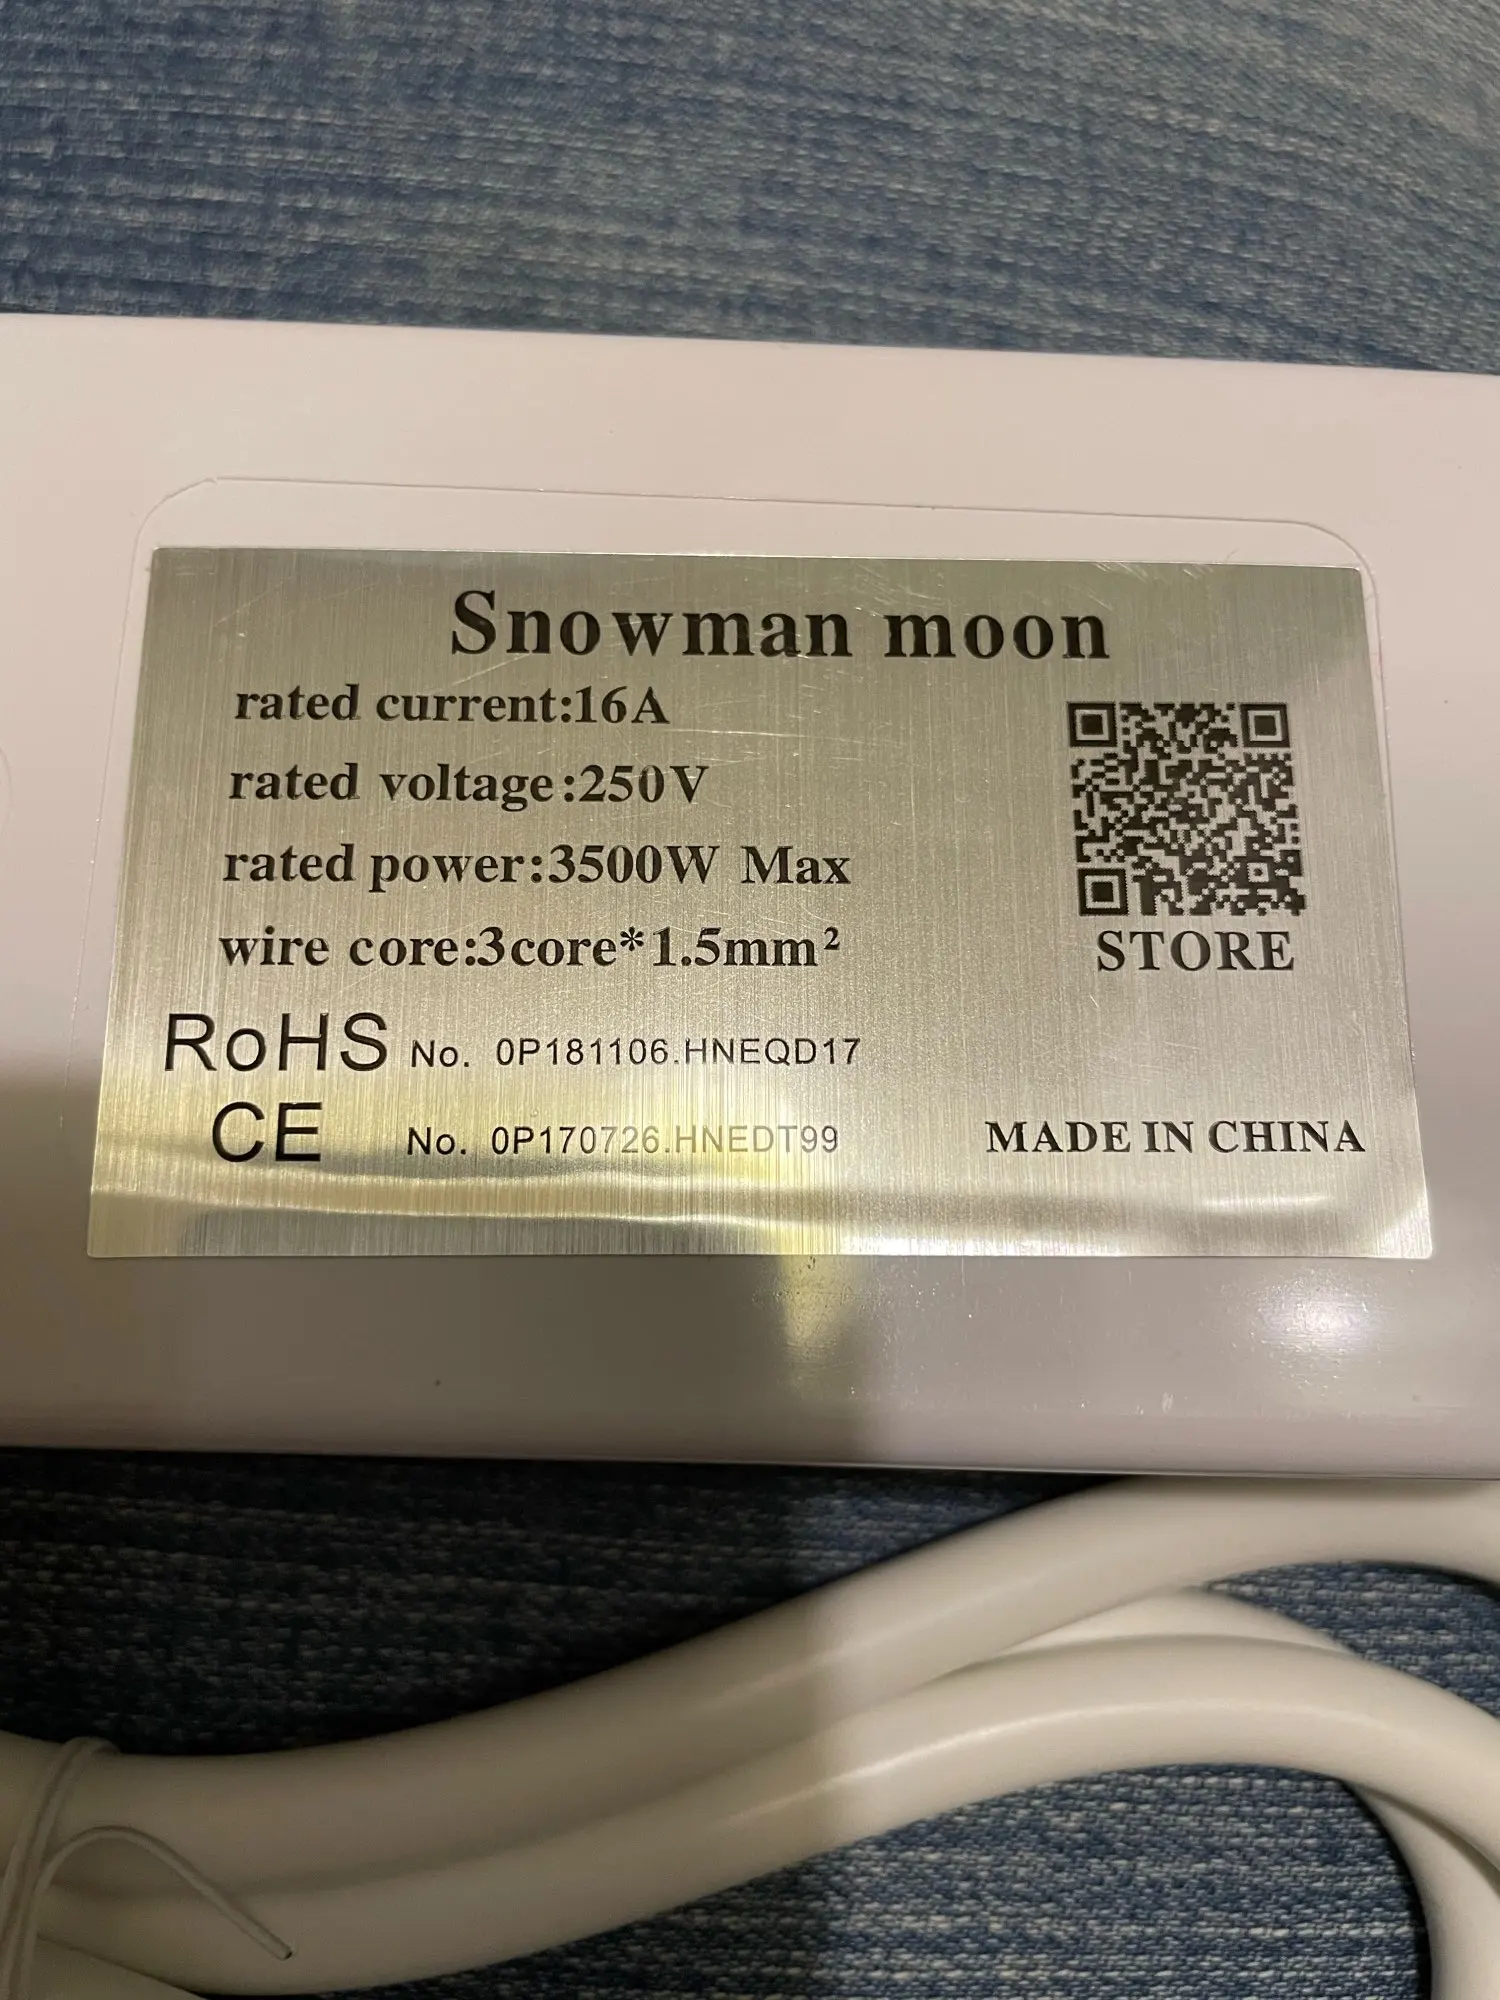 Snowman moon
rated current:16A
rated voltage:250V
rated power:3500W Max
wire core:3core*1.5mm²
STORE
RoHS No. 0P181106.HNEQD17
CE No. 0P170726.HNEDT99
MADE IN CHINA